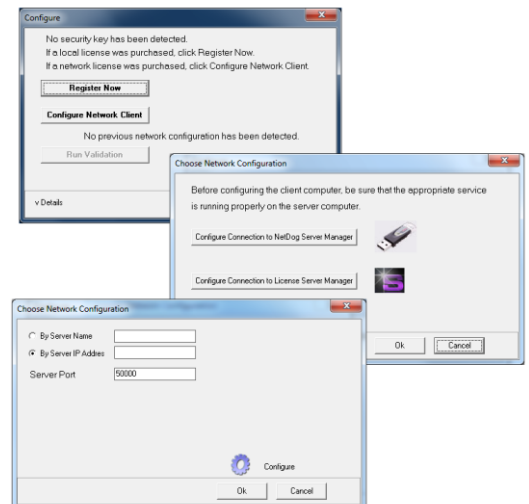 Configure
No security key has been detected.
If a local license was purchased, click Register Now.
If a network license was purchased, click Configure Network Client.
Register Now
Configure Network Client
No previous network configuration has been detected.
Run Validation
v Details
Choose Network Configuration
Before configuring the client computer, be sure that the appropriate service
is running properly on the server computer.
Configure Connection to NetDog Server Manager
Configure Connection to License Server Manager
S
Ok Cancel
Choose Network Configuration
By Server Name
By Server IP Addres
Server Port 50000
Configure
Ok Cancel